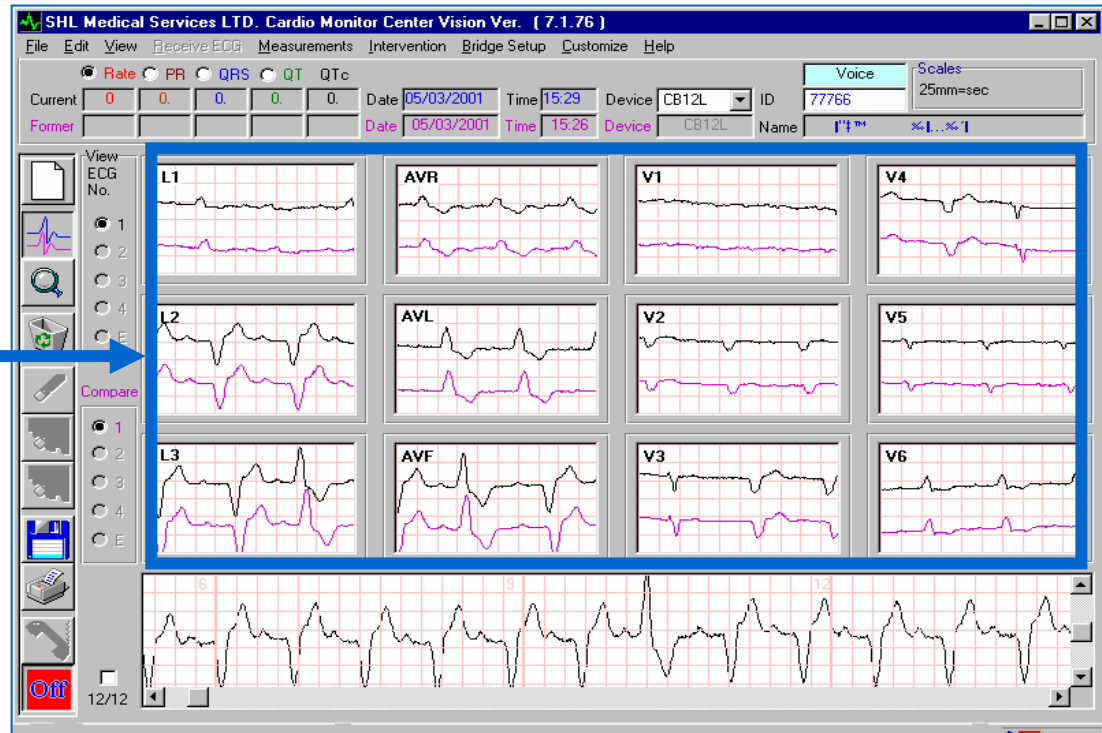 SHL Medical Services LTD. Cardio Monitor Center Vision Ver. ( 7.1.76 )
File Edit View Receive ECG Measurements Intervention Bridge Setup Customize Help
Rate PR QRS QT QTc
Voice
Scales
25mm=sec
Current 0 0. 0. 0. 0. Date 05/03/2001 Time 15:29 Device CB12L ID 77766
Former Date 05/03/2001 Time 15:26 Device CB12L Name
View
ECG
No.
1
2
3
4
E
Compare
1
2
3
4
E
L1 AVR V1 V4
L2 AVL V2 V5
L3 AVF V3 V6
6 9 12
Off
12/12